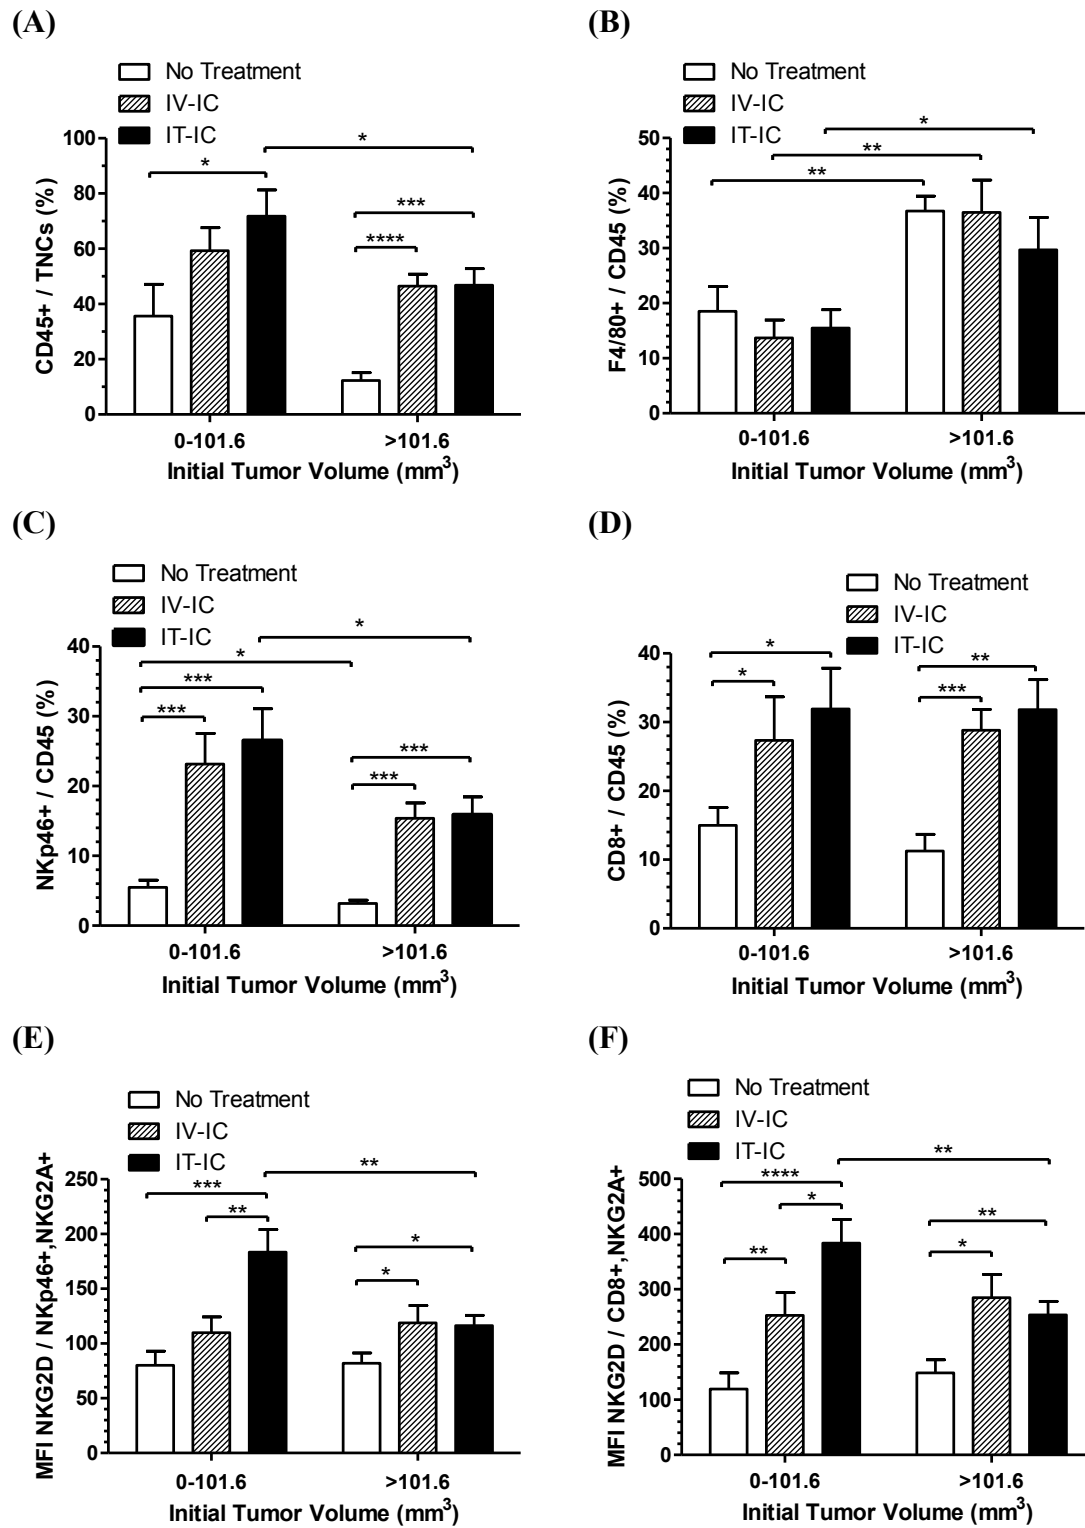 (A)
No Treatment
IV-IC
IT-IC
CD45+ / TNCs (%)
100
80
60
40
20
0
*
*
***
****
0-101.6
>101.6
Initial Tumor Volume (mm³)
(B)
No Treatment
IV-IC
IT-IC
F4/80+ / CD45 (%)
50
40
30
20
10
0
*
**
**
0-101.6
>101.6
Initial Tumor Volume (mm³)
(C)
No Treatment
IV-IC
IT-IC
NKp46+ / CD45 (%)
40
30
20
10
0
*
*
***
***
***
***
0-101.6
>101.6
Initial Tumor Volume (mm³)
(D)
No Treatment
IV-IC
IT-IC
CD8+ / CD45 (%)
40
30
20
10
0
*
*
**
***
0-101.6
>101.6
Initial Tumor Volume (mm³)
(E)
No Treatment
IV-IC
IT-IC
MFI NKG2D / NKp46+,NKG2A+
250
200
150
100
50
0
**
***
**
*
*
0-101.6
>101.6
Initial Tumor Volume (mm³)
(F)
No Treatment
IV-IC
IT-IC
MFI NKG2D / CD8+,NKG2A+
500
400
300
200
100
0
**
****
*
**
**
*
0-101.6
>101.6
Initial Tumor Volume (mm³)